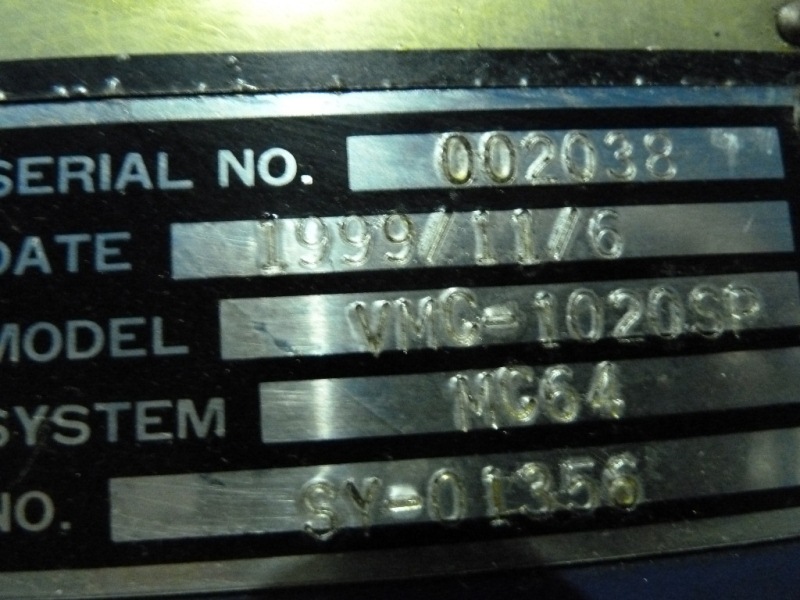 SERIAL NO. 002038
DATE 1999/11/6
MODEL VMC-1020SP
SYSTEM MC64
NO. SY-01356